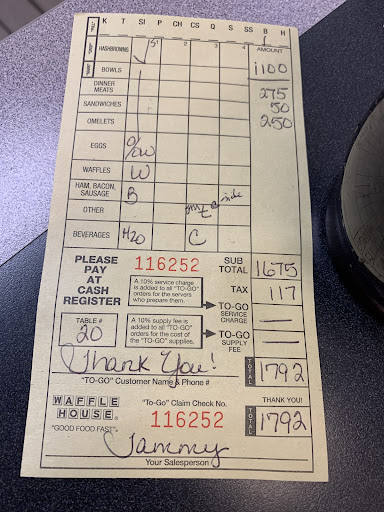 K T SI P CH CS Q S SS B H
HASHBROWNS
AMOUNT
BOWLS 1100
DINNER MEATS 275
SANDWICHES 50
OMELETS 250
EGGS
WAFFLES W
HAM, BACON, SAUSAGE B
OTHER
BEVERAGES H20 C
PLEASE PAY AT CASH REGISTER
116252
SUB TOTAL 1675
A 10% service charge is added to all "TO-GO" orders for the servers who prepare them.
TAX 117
TO-GO SERVICE CHARGE —
TABLE # 20
A 10% supply fee is added to all "TO-GO" orders for the cost of the "TO-GO" supplies.
TO-GO SUPPLY FEE —
Thank You!
TOTAL 1792
"TO-GO" Customer Name & Phone #
WAFFLE HOUSE®
"GOOD FOOD FAST"®
"To-Go" Claim Check No.
116252
THANK YOU!
TOTAL 1792
Tammy
Your Salesperson